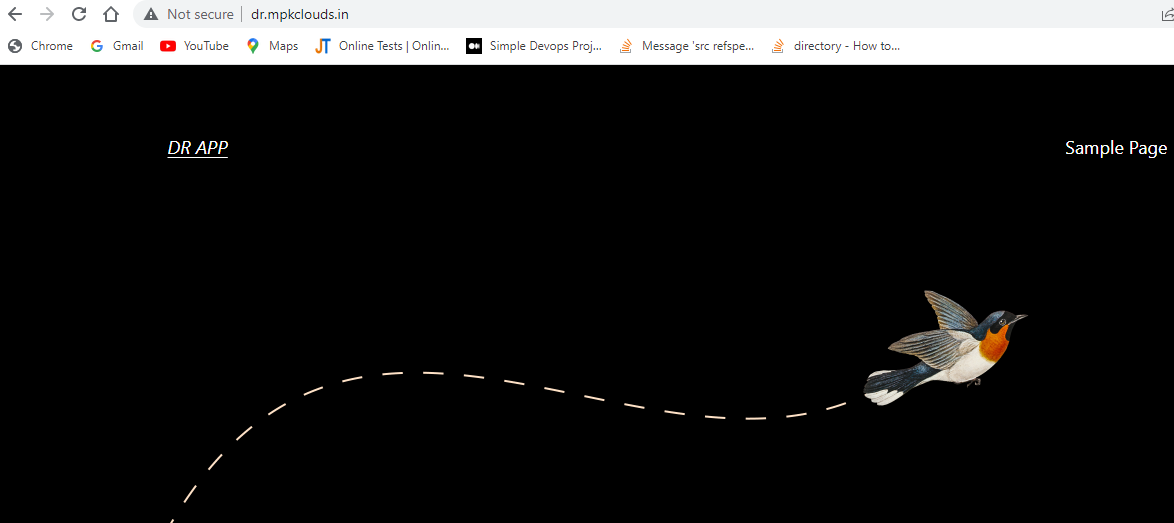 Not secure dr.mpkclouds.in
Chrome Gmail YouTube Maps JT Online Tests | Onlin... Simple Devops Proj... Message 'src refspe... directory - How to...
DR APP Sample Page